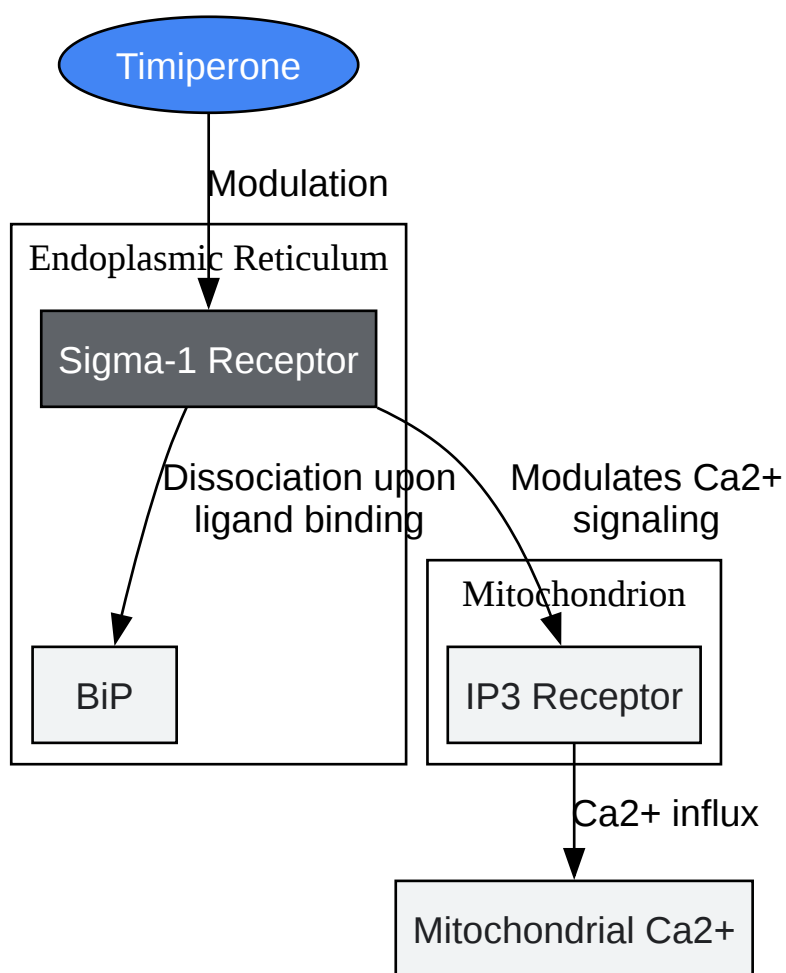 Timiperone
Modulation
Endoplasmic Reticulum
Sigma-1 Receptor
Dissociation upon
ligand binding
Modulates Ca2+
signaling
Mitochondrion
BiP
IP3 Receptor
Ca2+ influx
Mitochondrial Ca2+